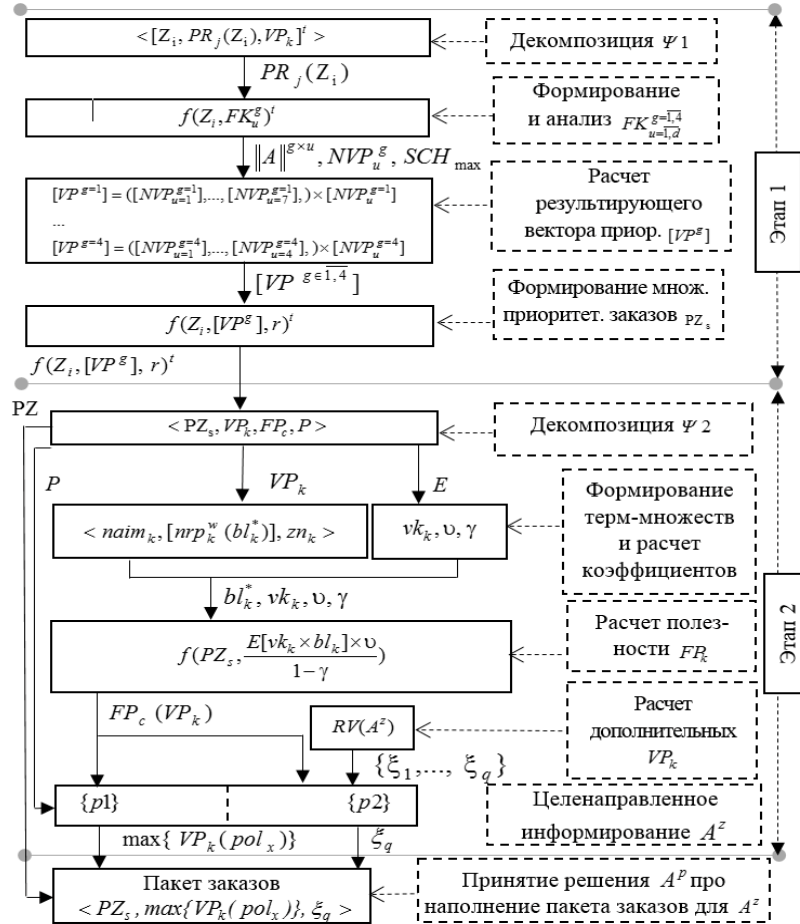 <[Z_i, PR_j(Z_i), VP_k]^t>
Декомпозиция Ψ1
PR_j(Z_i)
f(Z_i, FK_u^g)^t
Формирование
и анализ FK_{u=\overline{1,d}}^{g=\overline{1,4}}
‖A‖^{g×u}, NVP_u^g, SCH_max
[VP^{g=1}] = ([NVP_{u=1}^{g=1}],...,[NVP_{u=7}^{g=1}],)×[NVP_u^{g=1}]
...
[VP^{g=4}] = ([NVP_{u=1}^{g=4}],...,[NVP_{u=4}^{g=4}],)×[NVP_u^{g=4}]
Расчет
результирующего
вектора приор. [VP^g]
Этап 1
[VP^{g∈\overline{1,4}}]
f(Z_i,[VP^g],r)^t
Формирование множ.
приоритет. заказов PZ_s
f(Z_i,[VP^g], r)^t
PZ
<PZ_s, VP_k, FP_c, P>
Декомпозиция Ψ2
P
VP_k
E
<naim_k, [nrp_k^w (bl_k^*)], zn_k>
vk_k, υ, γ
Формирование
терм-множеств
и расчет
коэффициентов
Этап 2
bl_k^*, vk_k, υ, γ
f(PZ_s, \frac{E[vk_k × bl_k]×υ}{1−γ})
Расчет полез-
ности FP_k
FP_c (VP_k)
RV(A^z)
Расчет
дополнительных
VP_k
{ξ_1,..., ξ_q}
{p1}
{p2}
Целенаправленное
информирование A^z
max{ VP_k(pol_x)}
ξ_q
Пакет заказов
<PZ_s, max{VP_k(pol_x)}, ξ_q>
Принятие решения A^p про
наполнение пакета заказов для A^z